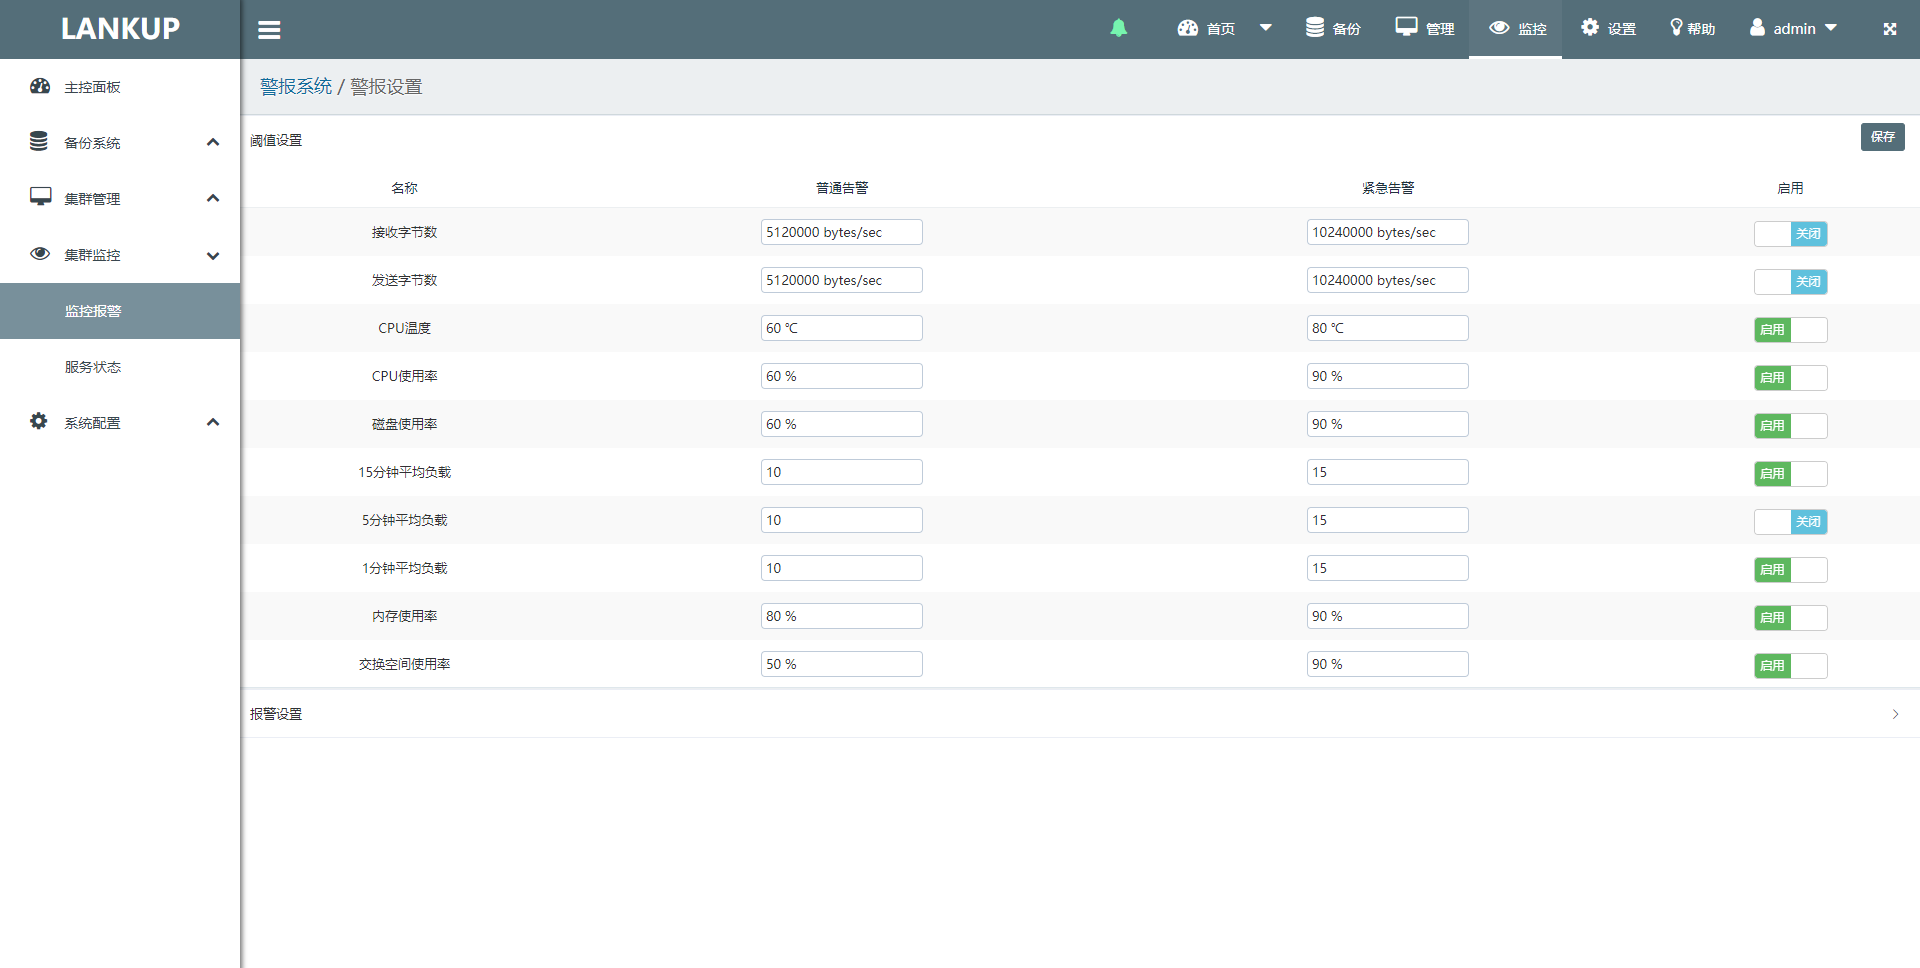 LANKUP
首页 备份 管理 监控 设置 帮助 admin
主控面板
备份系统
集群管理
集群监控
监控报警
服务状态
系统配置
警报系统 / 警报设置
阈值设置 保存
名称 普通告警 紧急告警 启用
接收字节数 5120000 bytes/sec 10240000 bytes/sec 关闭
发送字节数 5120000 bytes/sec 10240000 bytes/sec 关闭
CPU温度 60 ℃ 80 ℃ 启用
CPU使用率 60 % 90 % 启用
磁盘使用率 60 % 90 % 启用
15分钟平均负载 10 15 启用
5分钟平均负载 10 15 关闭
1分钟平均负载 10 15 启用
内存使用率 80 % 90 % 启用
交换空间使用率 50 % 90 % 启用
报警设置